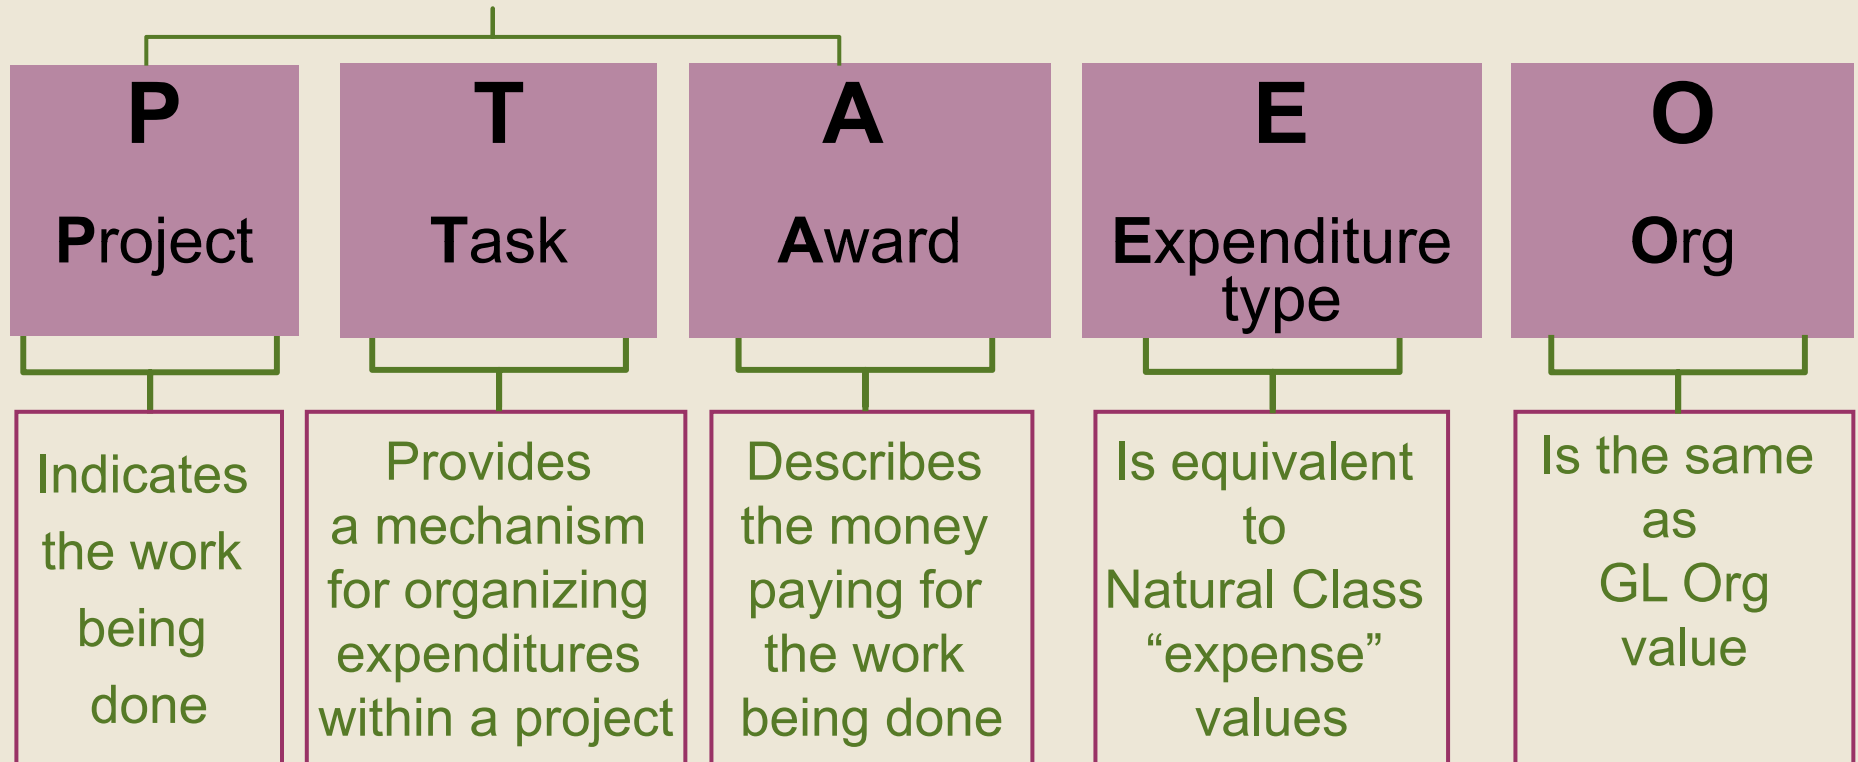 P
Project
Indicates
the work
being
done
T
Task
Provides
a mechanism
for organizing
expenditures
within a project
A
Award
Describes
the money
paying for
the work
being done
E
Expenditure
type
Is equivalent
to
Natural Class
“expense”
values
O
Org
Is the same
as
GL Org
value